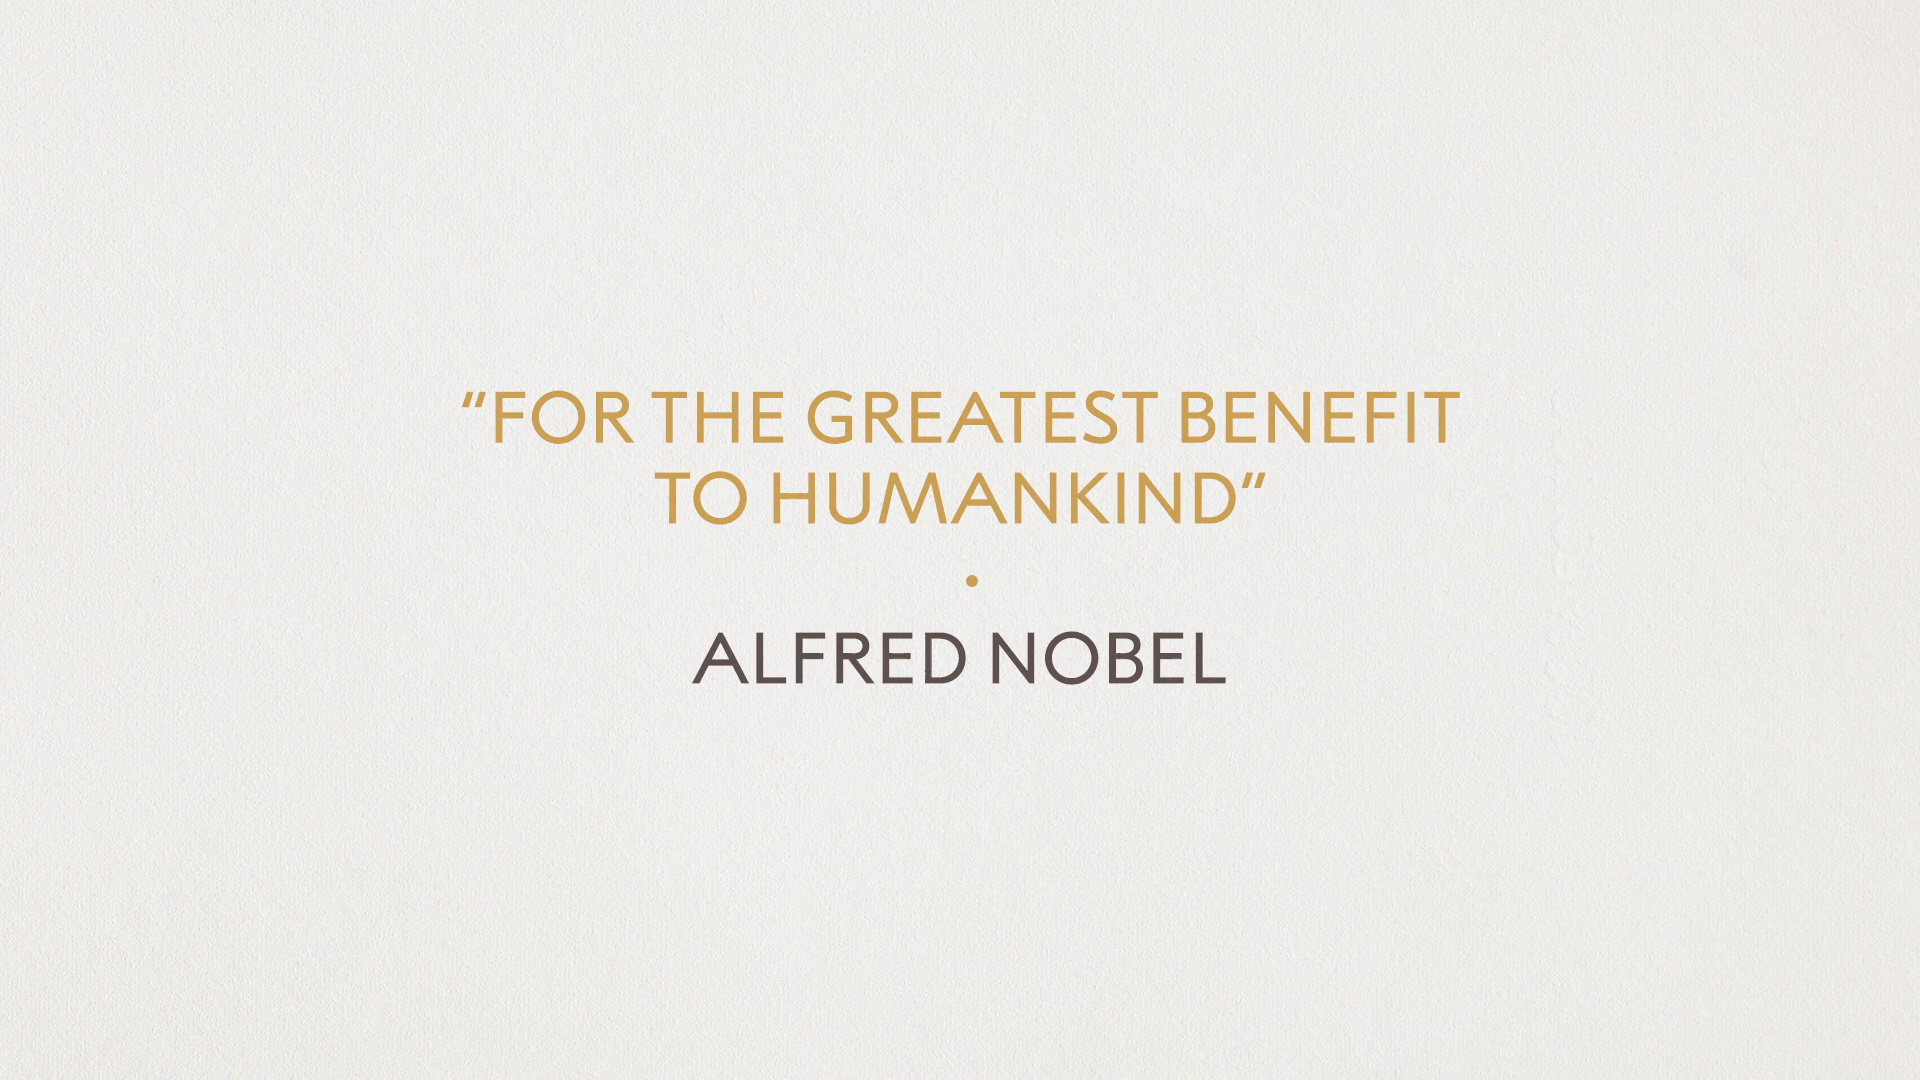 "FOR THE GREATEST BENEFIT
TO HUMANKIND"
•
ALFRED NOBEL